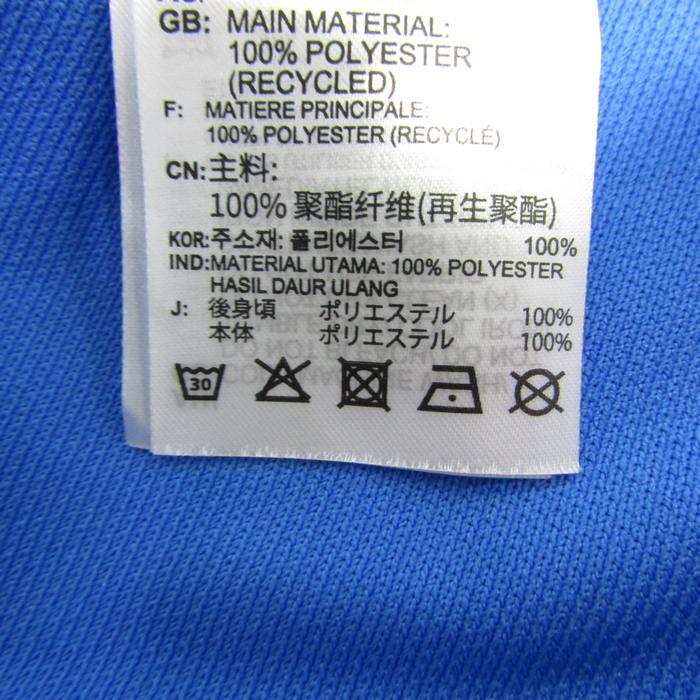 GB: MAIN MATERIAL:
100% POLYESTER
(RECYCLED)
F: MATIERE PRINCIPALE:
100% POLYESTER (RECYCLÉ)
CN: 主料:
100% 聚酯纤维(再生聚酯)
KOR: 주소재: 폴리에스터 100%
IND: MATERIAL UTAMA: 100% POLYESTER
HASIL DAUR ULANG
J: 後身頃 ポリエステル 100%
本体 ポリエステル 100%
30